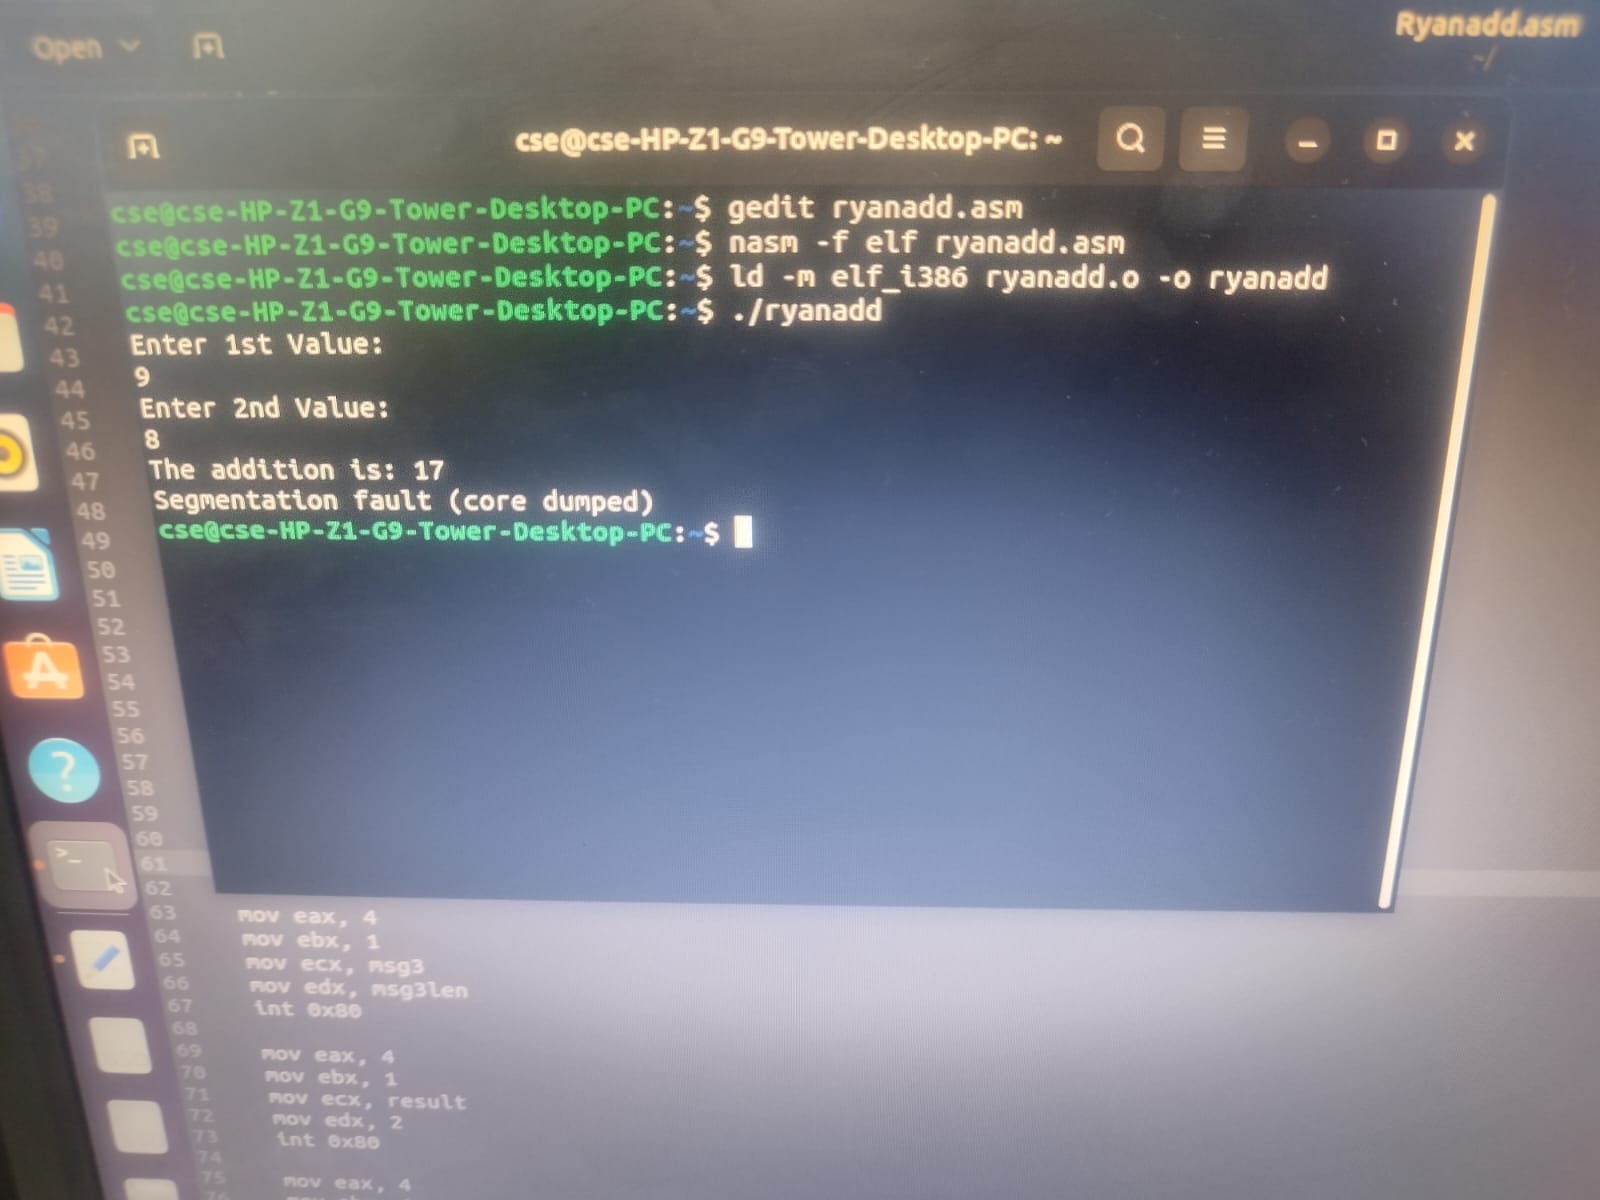 Open
Ryanadd.asm
~/
cse@cse-HP-Z1-G9-Tower-Desktop-PC: ~
cse@cse-HP-Z1-G9-Tower-Desktop-PC:~$ gedit ryanadd.asm
cse@cse-HP-Z1-G9-Tower-Desktop-PC:~$ nasm -f elf ryanadd.asm
cse@cse-HP-Z1-G9-Tower-Desktop-PC:~$ ld -m elf_i386 ryanadd.o -o ryanadd
cse@cse-HP-Z1-G9-Tower-Desktop-PC:~$ ./ryanadd
Enter 1st Value:
9
Enter 2nd Value:
8
The addition is: 17
Segmentation fault (core dumped)
cse@cse-HP-Z1-G9-Tower-Desktop-PC:~$
37
38
39
40
41
42
43
44
45
46
47
48
49
50
51
52
53
54
55
56
57
58
59
60
61
62
63 mov eax, 4
64 mov ebx, 1
65 mov ecx, msg3
66 mov edx, msg3len
67 int 0x80
68
69 mov eax, 4
70 mov ebx, 1
71 mov ecx, result
72 mov edx, 2
73 int 0x80
74
75 mov eax, 4
76